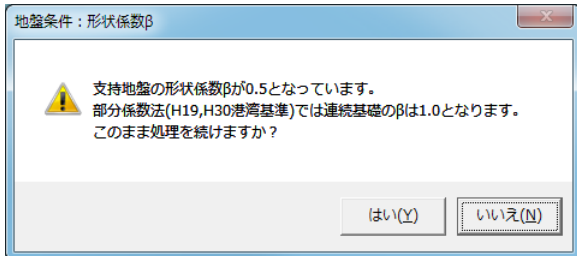 地盤条件：形状係数β
支持地盤の形状係数βが0.5となっています。
部分係数法(H19,H30港湾基準)では連続基礎のβは1.0となります。
このまま処理を続けますか？
はい(Y)
いいえ(N)